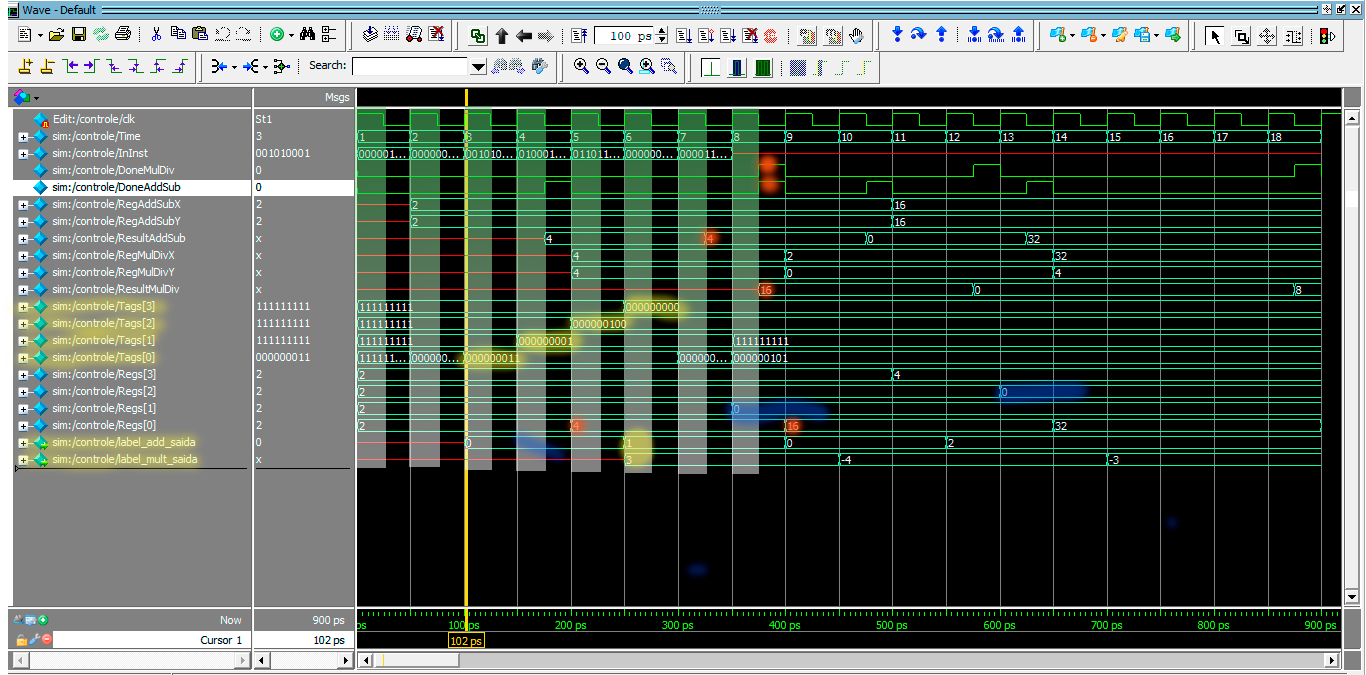 Wave - Default
100 ps
Search:
Msgs
Edit:/controle/clk St1
sim:/controle/Time 3 1 2 3 4 5 6 7 8 9 10 11 12 13 14 15 16 17 18
sim:/controle/InInst 001010001 000001... 000000... 001010... 010001... 011011... 000000... 000011...
sim:/controle/DoneMulDiv 0
sim:/controle/DoneAddSub 0
sim:/controle/RegAddSubX 2 2 16
sim:/controle/RegAddSubY 2 2 16
sim:/controle/ResultAddSub x 4 4 0 32
sim:/controle/RegMulDivX x 4 2 32
sim:/controle/RegMulDivY x 4 0 4
sim:/controle/ResultMulDiv x 16 0 8
sim:/controle/Tags[3] 111111111 111111111 000000000
sim:/controle/Tags[2] 111111111 111111111 000000100
sim:/controle/Tags[1] 111111111 111111111 000000001 111111111
sim:/controle/Tags[0] 000000011 111111... 000000... 000000011 000000... 000000101
sim:/controle/Regs[3] 2 2 4
sim:/controle/Regs[2] 2 2 0
sim:/controle/Regs[1] 2 2 0
sim:/controle/Regs[0] 2 2 4 16 32
sim:/controle/label_add_saida 0 0 1 0 2
sim:/controle/label_mult_saida x 3 -4 -3
Now 900 ps ps 100 ps 200 ps 300 ps 400 ps 500 ps 600 ps 700 ps 800 ps 900 ps
Cursor 1 102 ps 102 ps